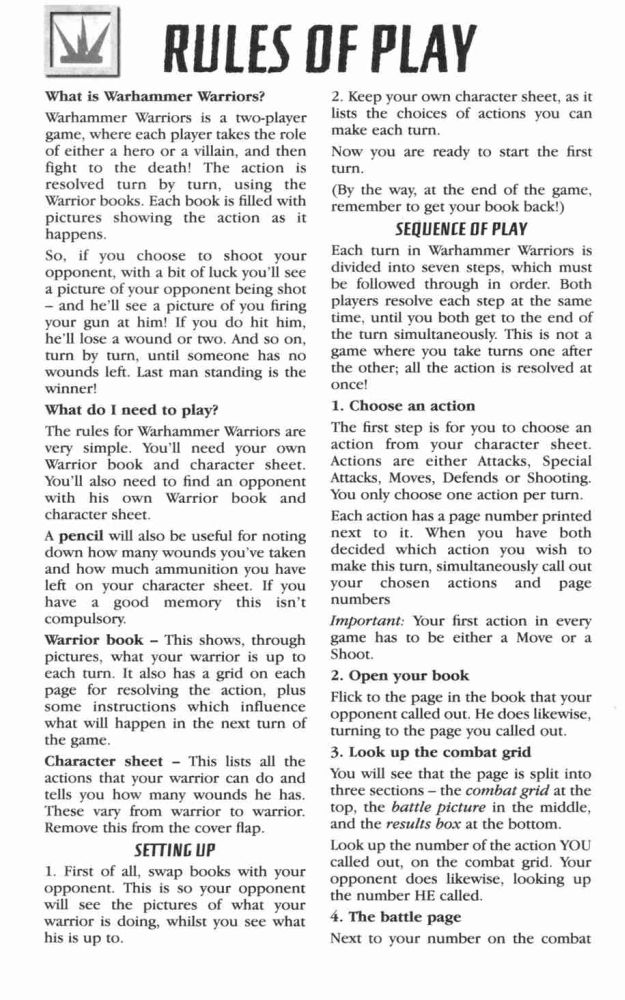 RULES OF PLAY
What is Warhammer Warriors?
Warhammer Warriors is a two-player
game, where each player takes the role
of either a hero or a villain, and then
fight to the death! The action is
resolved turn by turn, using the
Warrior books. Each book is filled with
pictures showing the action as it
happens.
So, if you choose to shoot your
opponent, with a bit of luck you'll see
a picture of your opponent being shot
– and he'll see a picture of you firing
your gun at him! If you do hit him,
he'll lose a wound or two. And so on,
turn by turn, until someone has no
wounds left. Last man standing is the
winner!
What do I need to play?
The rules for Warhammer Warriors are
very simple. You'll need your own
Warrior book and character sheet.
You'll also need to find an opponent
with his own Warrior book and
character sheet.
A pencil will also be useful for noting
down how many wounds you've taken
and how much ammunition you have
left on your character sheet. If you
have a good memory this isn't
compulsory.
Warrior book – This shows, through
pictures, what your warrior is up to
each turn. It also has a grid on each
page for resolving the action, plus
some instructions which influence
what will happen in the next turn of
the game.
Character sheet – This lists all the
actions that your warrior can do and
tells you how many wounds he has.
These vary from warrior to warrior.
Remove this from the cover flap.
SETTING UP
1. First of all, swap books with your
opponent. This is so your opponent
will see the pictures of what your
warrior is doing, whilst you see what
his is up to.
2. Keep your own character sheet, as it
lists the choices of actions you can
make each turn.
Now you are ready to start the first
turn.
(By the way, at the end of the game,
remember to get your book back!)
SEQUENCE OF PLAY
Each turn in Warhammer Warriors is
divided into seven steps, which must
be followed through in order. Both
players resolve each step at the same
time, until you both get to the end of
the turn simultaneously. This is not a
game where you take turns one after
the other; all the action is resolved at
once!
1. Choose an action
The first step is for you to choose an
action from your character sheet.
Actions are either Attacks, Special
Attacks, Moves, Defends or Shooting.
You only choose one action per turn.
Each action has a page number printed
next to it. When you have both
decided which action you wish to
make this turn, simultaneously call out
your chosen actions and page
numbers
Important: Your first action in every
game has to be either a Move or a
Shoot.
2. Open your book
Flick to the page in the book that your
opponent called out. He does likewise,
turning to the page you called out.
3. Look up the combat grid
You will see that the page is split into
three sections – the combat grid at the
top, the battle picture in the middle,
and the results box at the bottom.
Look up the number of the action YOU
called out, on the combat grid. Your
opponent does likewise, looking up
the number HE called.
4. The battle page
Next to your number on the combat